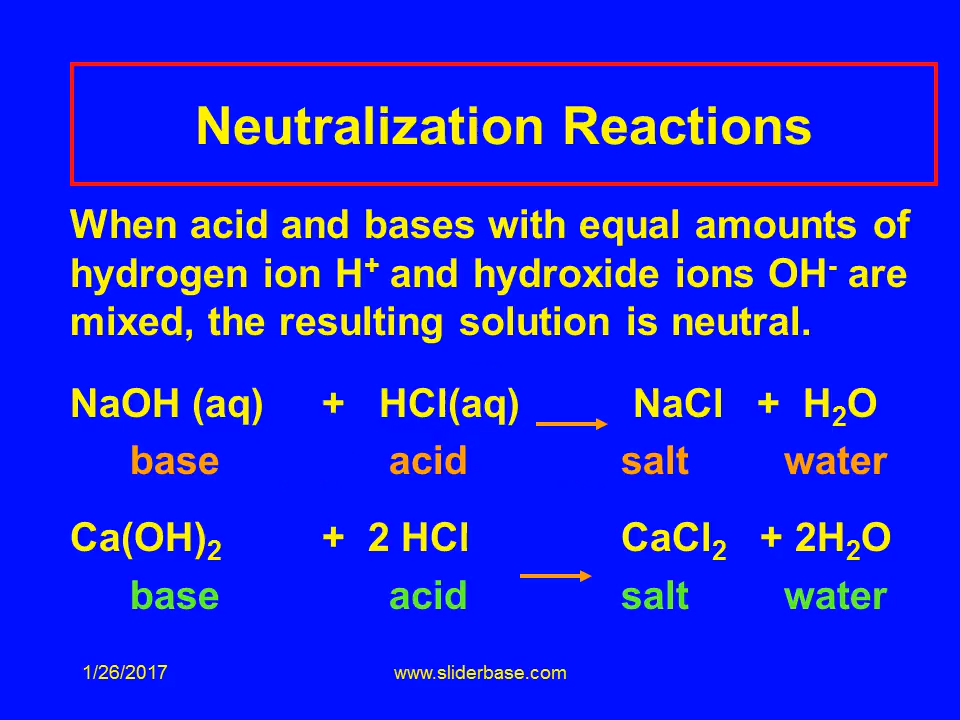 Neutralization Reactions
When acid and bases with equal amounts of
hydrogen ion H⁺ and hydroxide ions OH⁻ are
mixed, the resulting solution is neutral.
NaOH (aq) + HCl(aq) → NaCl + H₂O
base acid salt water
Ca(OH)₂ + 2 HCl → CaCl₂ + 2H₂O
base acid salt water
1/26/2017 www.sliderbase.com